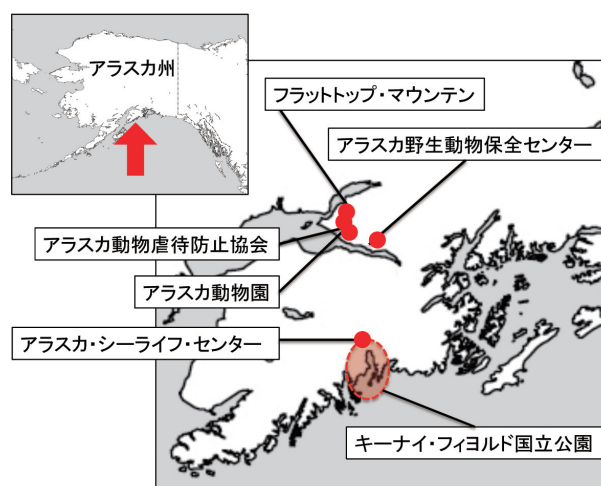 アラスカ州
フラットトップ・マウンテン
アラスカ野生動物保全センター
アラスカ動物虐待防止協会
アラスカ動物園
アラスカ・シーライフ・センター
キーナイ・フィヨルド国立公園